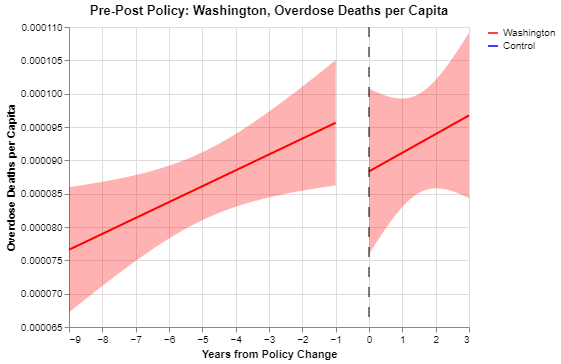 Pre-Post Policy: Washington, Overdose Deaths per Capita
Washington
Control
Overdose Deaths per Capita
0.000110
0.000105
0.000100
0.000095
0.000090
0.000085
0.000080
0.000075
0.000070
0.000065
−9 −8 −7 −6 −5 −4 −3 −2 −1 0 1 2 3
Years from Policy Change